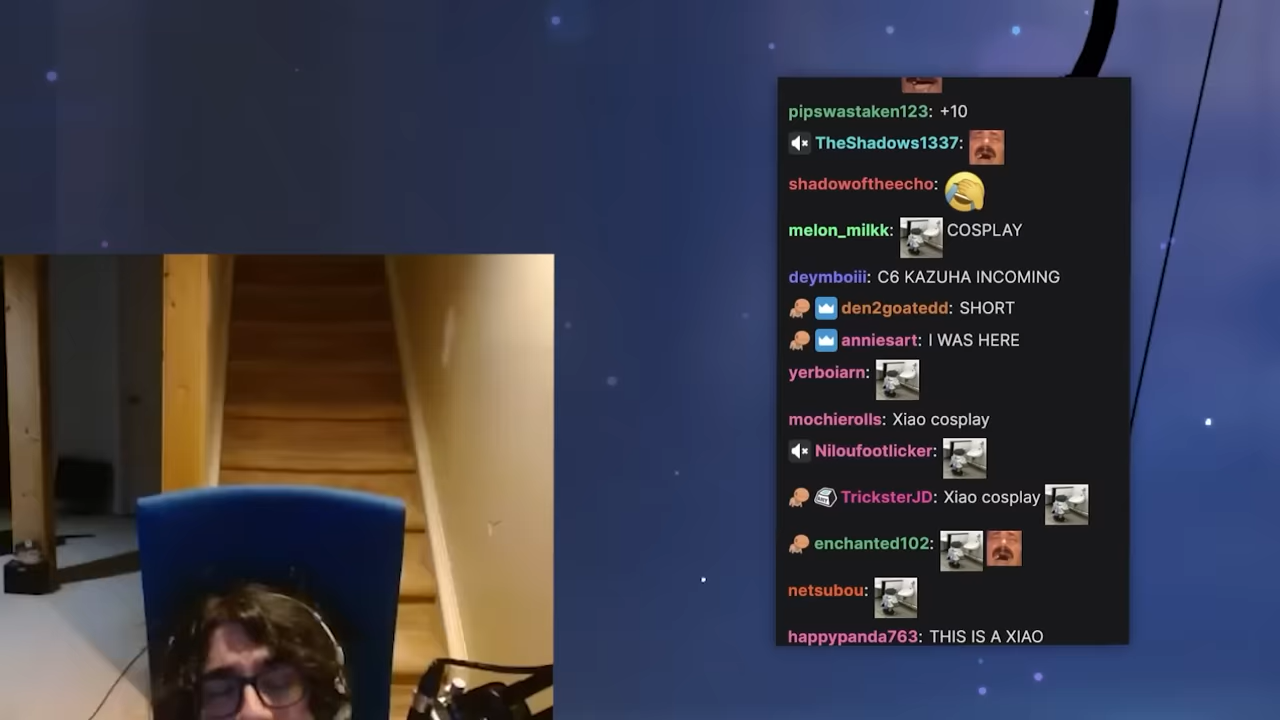 pipswastaken123: +10
TheShadows1337:
shadowoftheecho:
melon_milkk: COSPLAY
deymboiii: C6 KAZUHA INCOMING
den2goatedd: SHORT
anniesart: I WAS HERE
yerboiarn:
mochierolls: Xiao cosplay
Niloufootlicker:
TricksterJD: Xiao cosplay
enchanted102:
netsubou:
happypanda763: THIS IS A XIAO